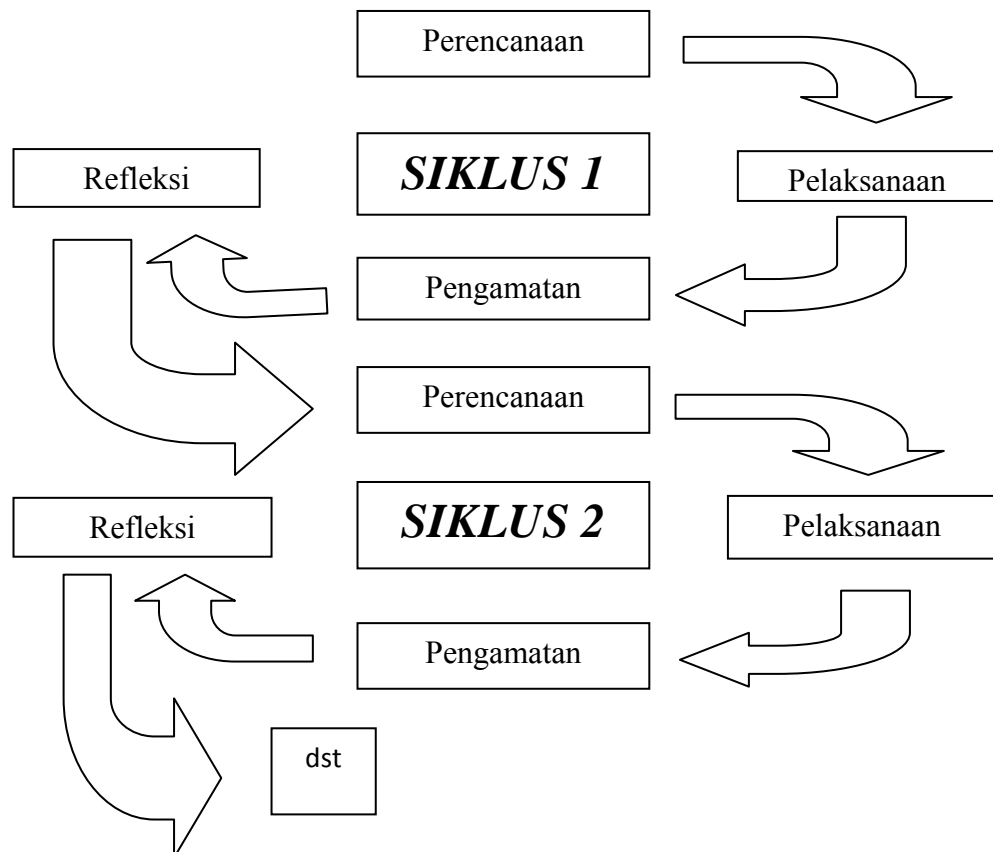 Perencanaan
Refleksi
SIKLUS 1
Pelaksanaan
Pengamatan
Perencanaan
Refleksi
SIKLUS 2
Pelaksanaan
Pengamatan
dst